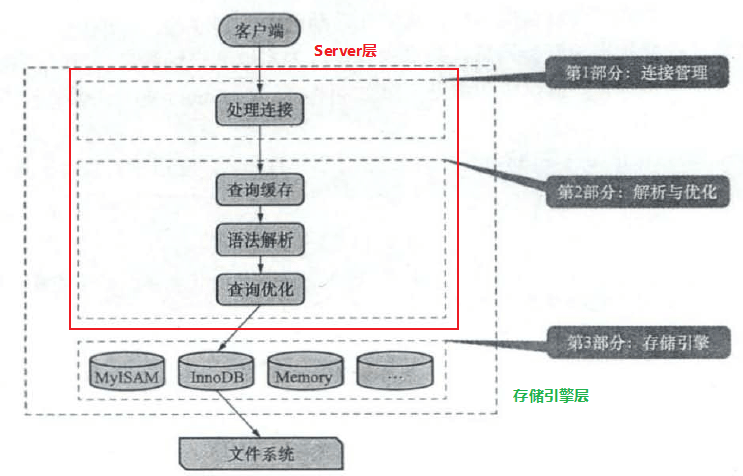 客户端
Server层
第1部分：连接管理
处理连接
查询缓存
第2部分：解析与优化
语法解析
查询优化
第3部分：存储引擎
MyISAM
InnoDB
Memory
...
存储引擎层
文件系统